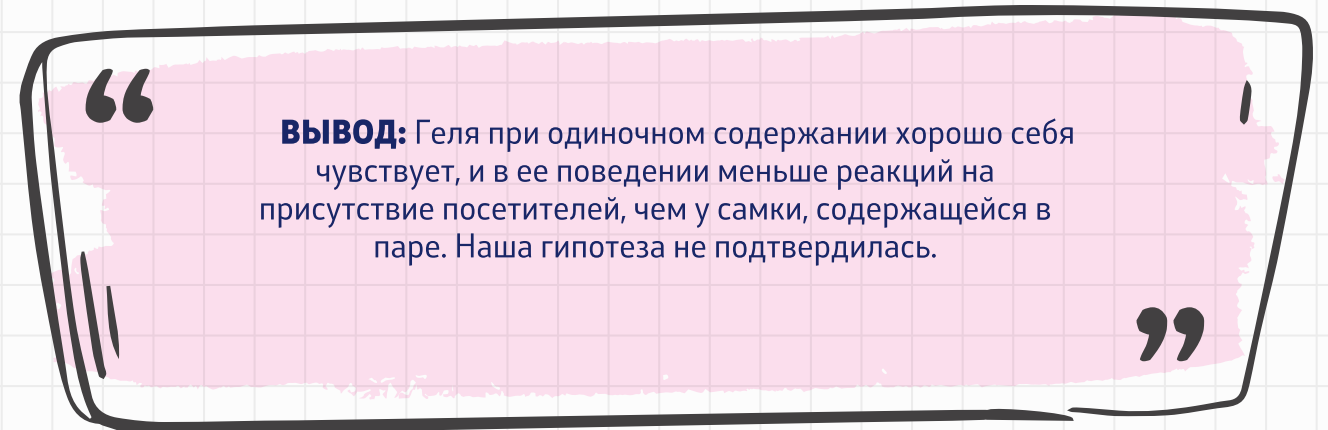 “
ВЫВОД: Геля при одиночном содержании хорошо себя
чувствует, и в ее поведении меньше реакций на
присутствие посетителей, чем у самки, содержащейся в
паре. Наша гипотеза не подтвердилась.
”